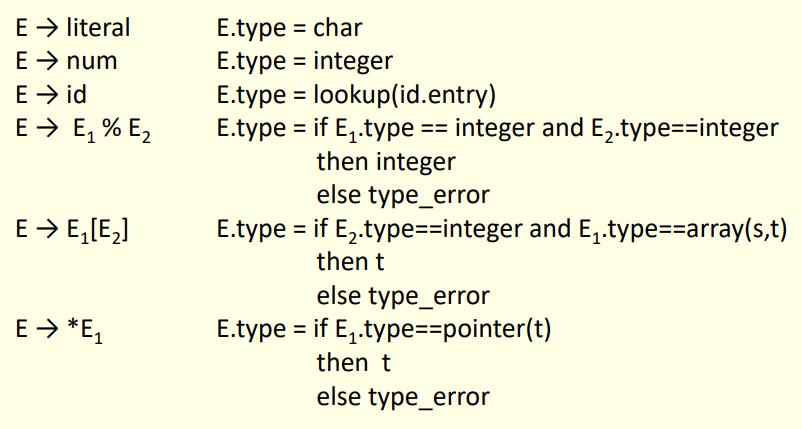 E → literal E.type = char
E → num E.type = integer
E → id E.type = lookup(id.entry)
E → E₁ % E₂ E.type = if E₁.type == integer and E₂.type==integer
then integer
else type_error
E → E₁[E₂] E.type = if E₂.type==integer and E₁.type==array(s,t)
then t
else type_error
E → *E₁ E.type = if E₁.type==pointer(t)
then t
else type_error